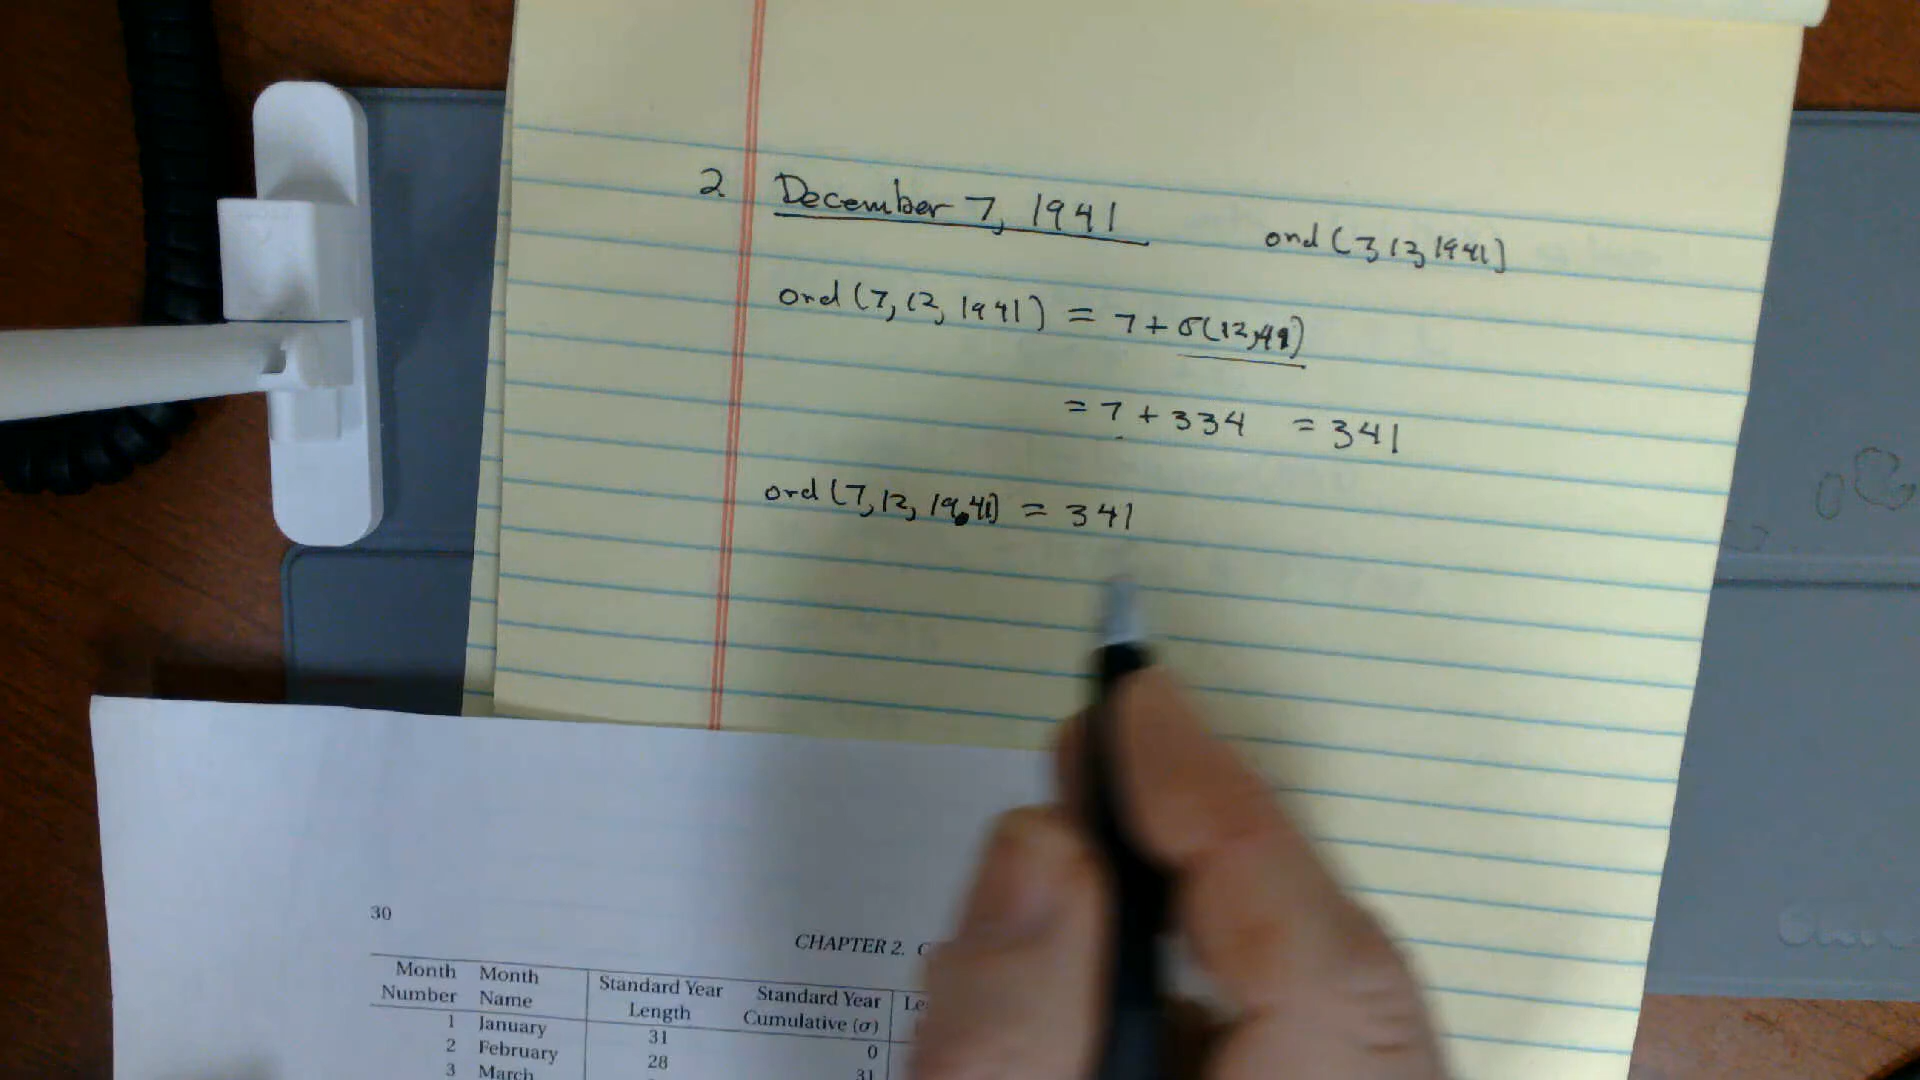 2 December 7, 1941
ord (7, 12, 1941)
ord (7, 12, 1941) = 7 + σ(12, 41)
= 7 + 334 = 341
ord (7, 12, 1941) = 341
30
CHAPTER 2.
Month Number Month Name Standard Year Length Standard Year Cumulative (σ)
1 January 31 0
2 February 28 31
3 March